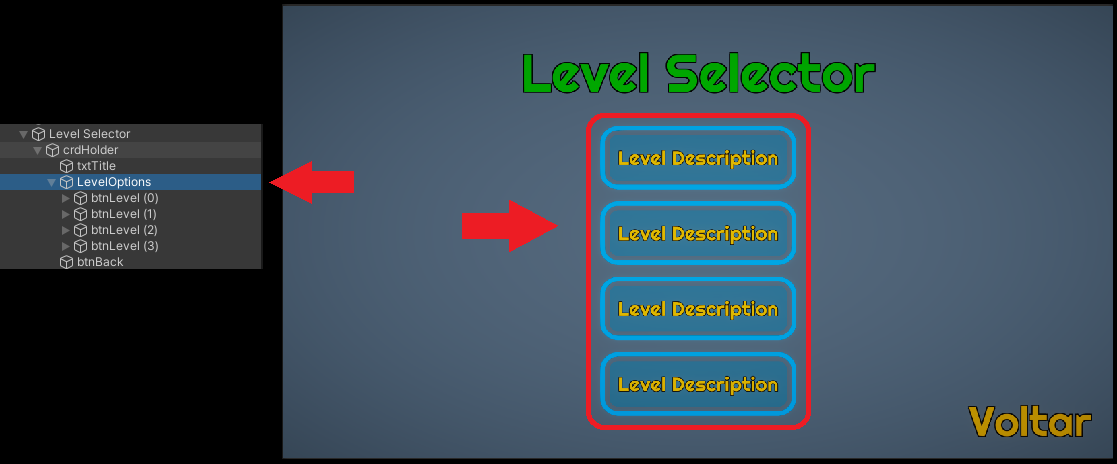 Level Selector
crdHolder
txtTitle
LevelOptions
btnLevel (0)
btnLevel (1)
btnLevel (2)
btnLevel (3)
btnBack
Level Selector
Level Description
Level Description
Level Description
Level Description
Voltar